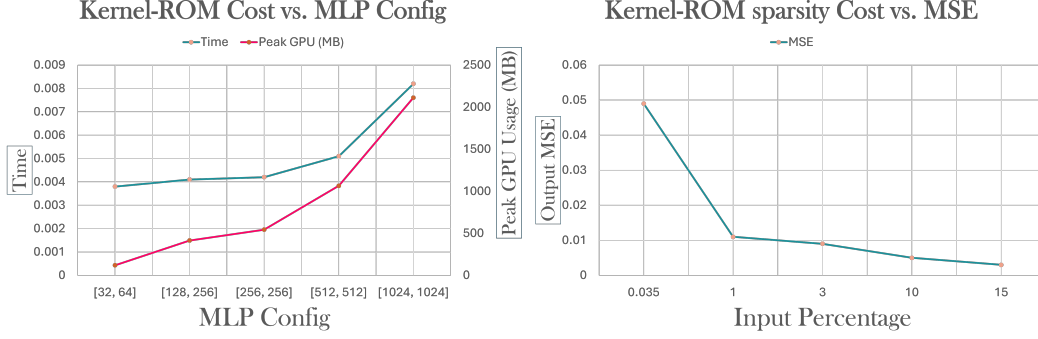 Kernel-ROM Cost vs. MLP Config
Time Peak GPU (MB)
0.009
0.008
0.007
0.006
0.005
0.004
0.003
0.002
0.001
0
Time
2500
2000
1500
1000
500
0
Peak GPU Usage (MB)
[32, 64] [128, 256] [256, 256] [512, 512] [1024, 1024]
MLP Config
Kernel-ROM sparsity Cost vs. MSE
MSE
0.06
0.05
0.04
0.03
0.02
0.01
0
Output MSE
0.035 1 3 10 15
Input Percentage